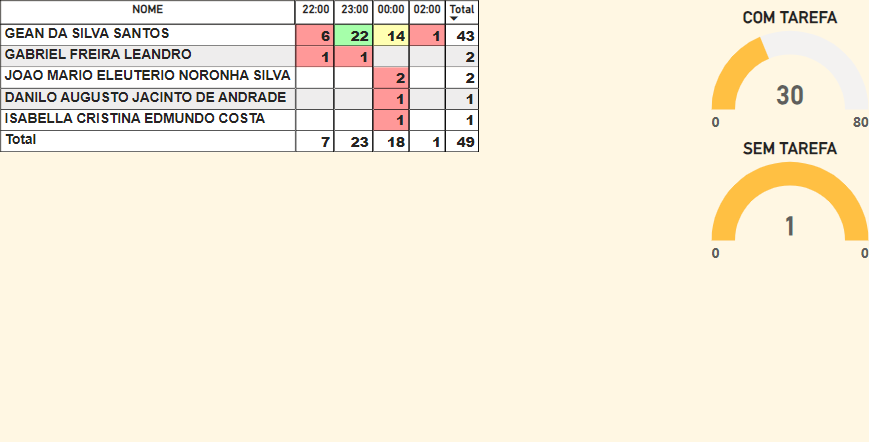 NOME 22:00 23:00 00:00 02:00 Total
GEAN DA SILVA SANTOS 6 22 14 1 43
GABRIEL FREIRA LEANDRO 1 1 2
JOAO MARIO ELEUTERIO NORONHA SILVA 2 2
DANILO AUGUSTO JACINTO DE ANDRADE 1 1
ISABELLA CRISTINA EDMUNDO COSTA 1 1
Total 7 23 18 1 49
COM TAREFA
30
0 80
SEM TAREFA
1
0 0